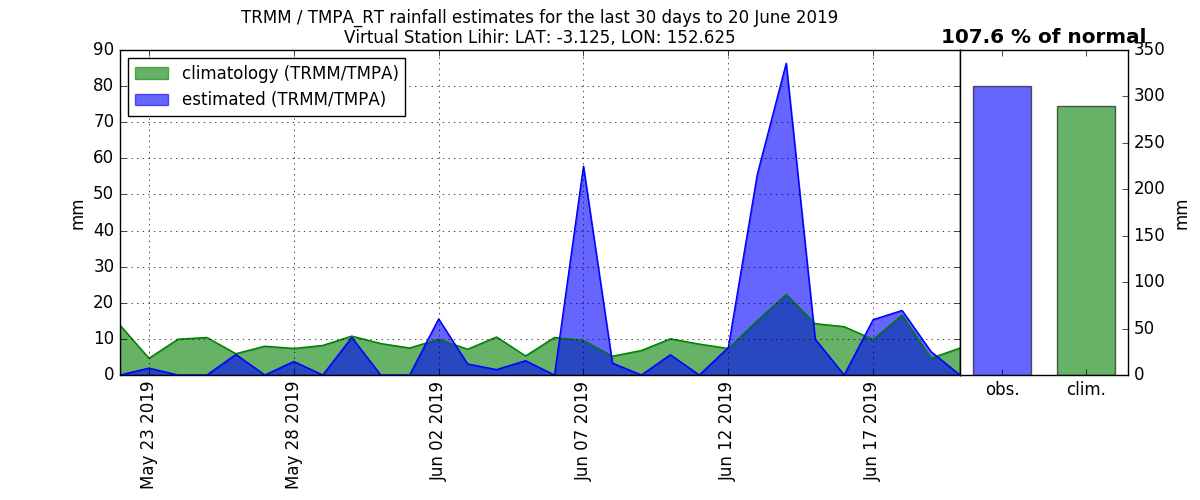 TRMM / TMPA_RT rainfall estimates for the last 30 days to 20 June 2019
Virtual Station Lihir: LAT: -3.125, LON: 152.625
107.6 % of normal
climatology (TRMM/TMPA)
estimated (TRMM/TMPA)
90
80
70
60
50
40
30
20
10
0
mm
May 23 2019
May 28 2019
Jun 02 2019
Jun 07 2019
Jun 12 2019
Jun 17 2019
obs.
clim.
350
300
250
200
150
100
50
0
mm